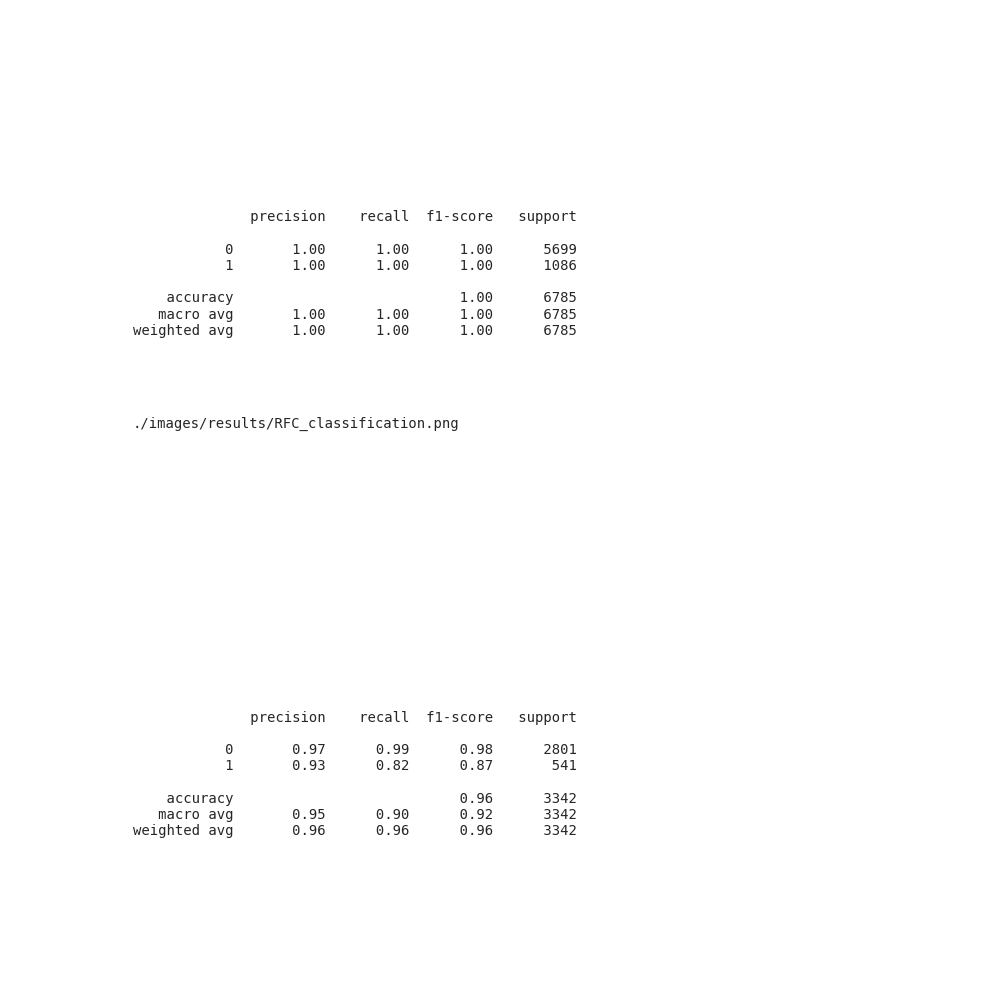 precision    recall  f1-score   support
           0       1.00      1.00      1.00      5699
           1       1.00      1.00      1.00      1086
    accuracy                           1.00      6785
   macro avg       1.00      1.00      1.00      6785
weighted avg       1.00      1.00      1.00      6785
./images/results/RFC_classification.png
              precision    recall  f1-score   support
           0       0.97      0.99      0.98      2801
           1       0.93      0.82      0.87       541
    accuracy                           0.96      3342
   macro avg       0.95      0.90      0.92      3342
weighted avg       0.96      0.96      0.96      3342